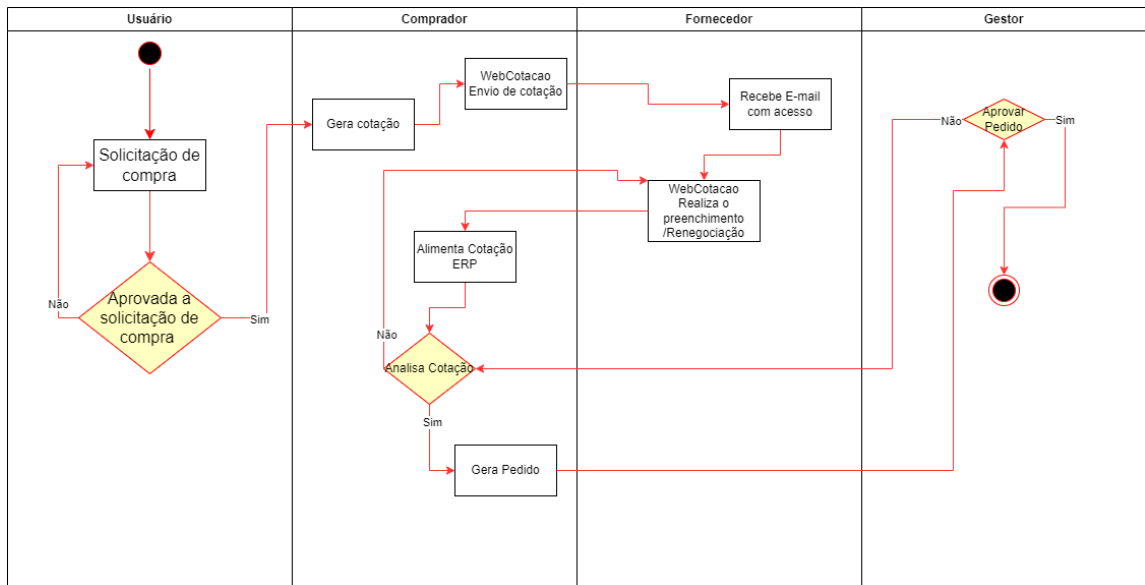 Usuário
Comprador
Fornecedor
Gestor
Solicitação de
compra
Não
Aprovada a
solicitação de
compra
Sim
Gera cotação
WebCotacao
Envio de cotação
Recebe E-mail
com acesso
WebCotacao
Realiza o
preenchimento
/Renegociação
Alimenta Cotação
ERP
Não
Analisa Cotação
Sim
Gera Pedido
Não
Aprovar
Pedido
Sim